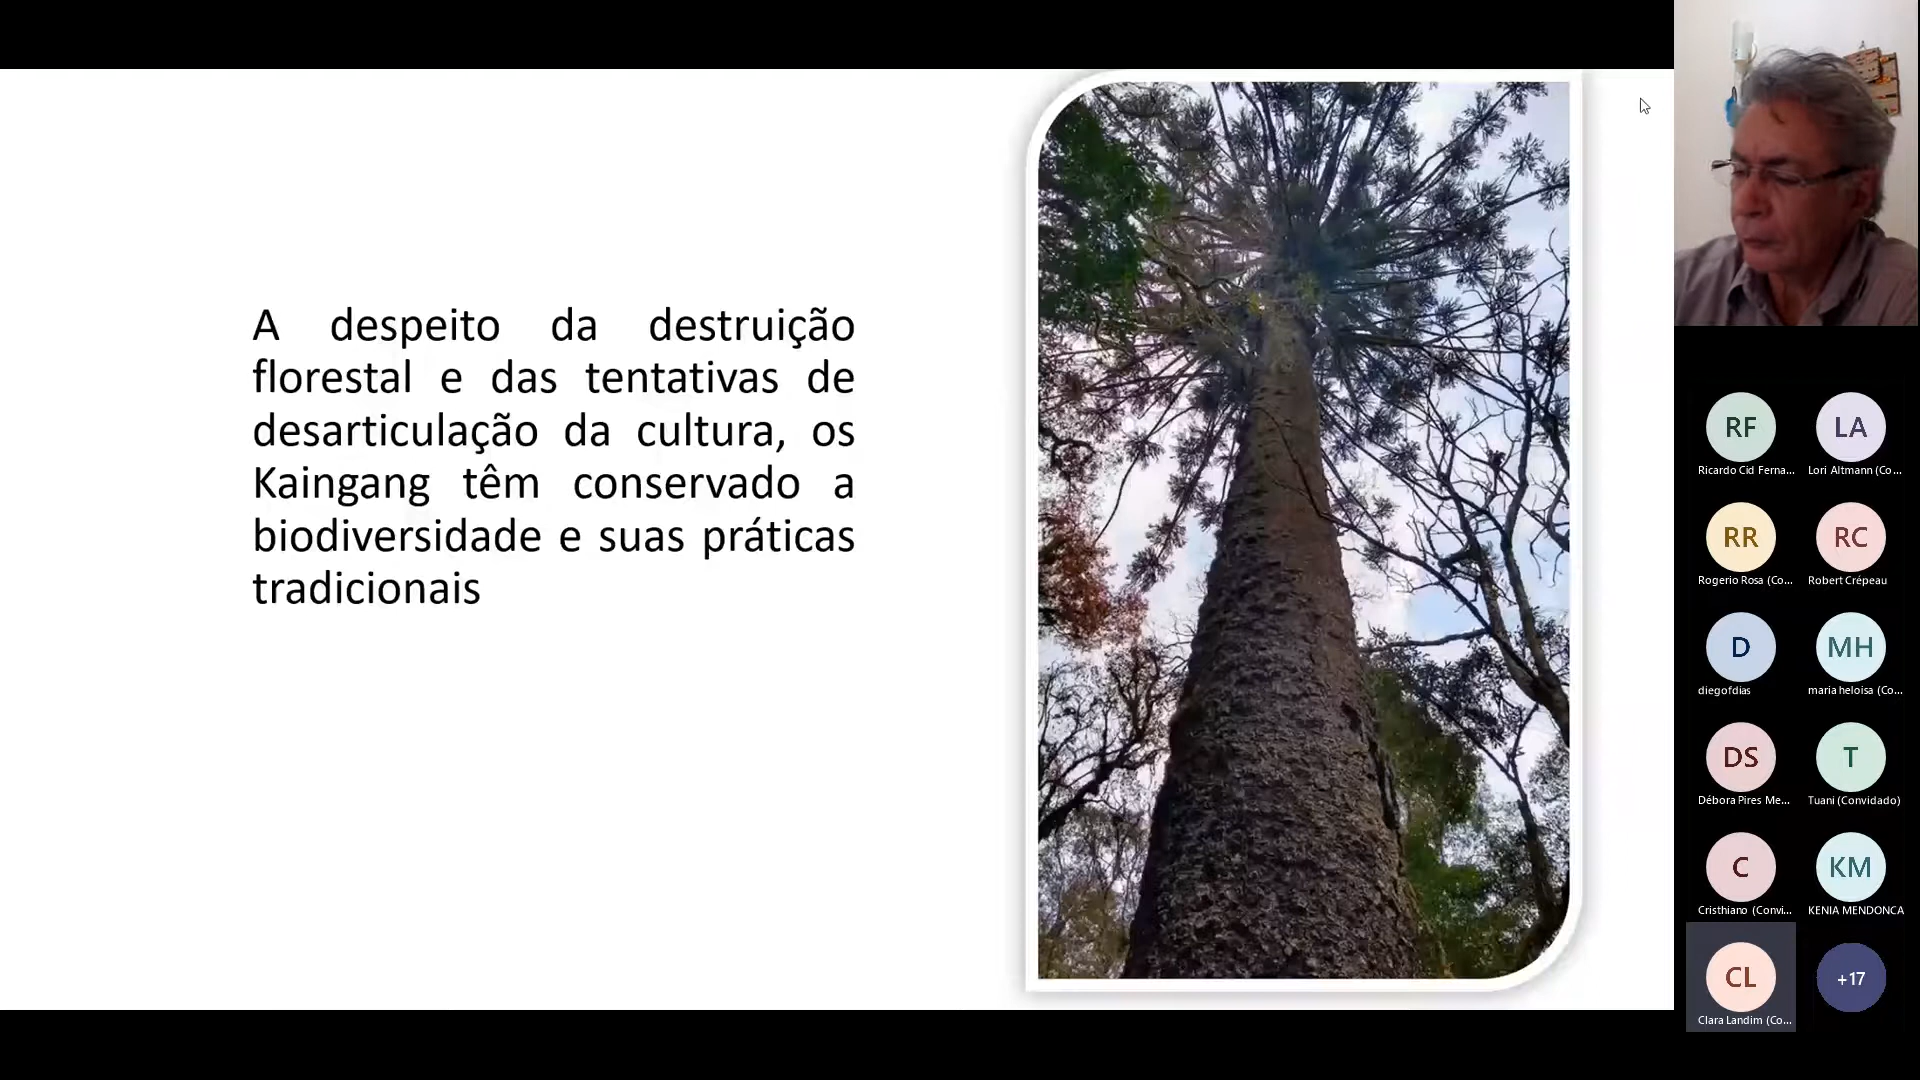 A despeito da destruição
florestal e das tentativas de
desarticulação da cultura, os
Kaingang têm conservado a
biodiversidade e suas práticas
tradicionais
RF
Ricardo Cid Ferna...
LA
Lori Altmann (Co...
RR
Rogerio Rosa (Co...
RC
Robert Crépeau
D
diegofdias
MH
maria heloisa (Co...
DS
Débora Pires Me...
T
Tuani (Convidado)
C
Cristhiano (Convi...
KM
KENIA MENDONCA
CL
Clara Landim (Co...
+17